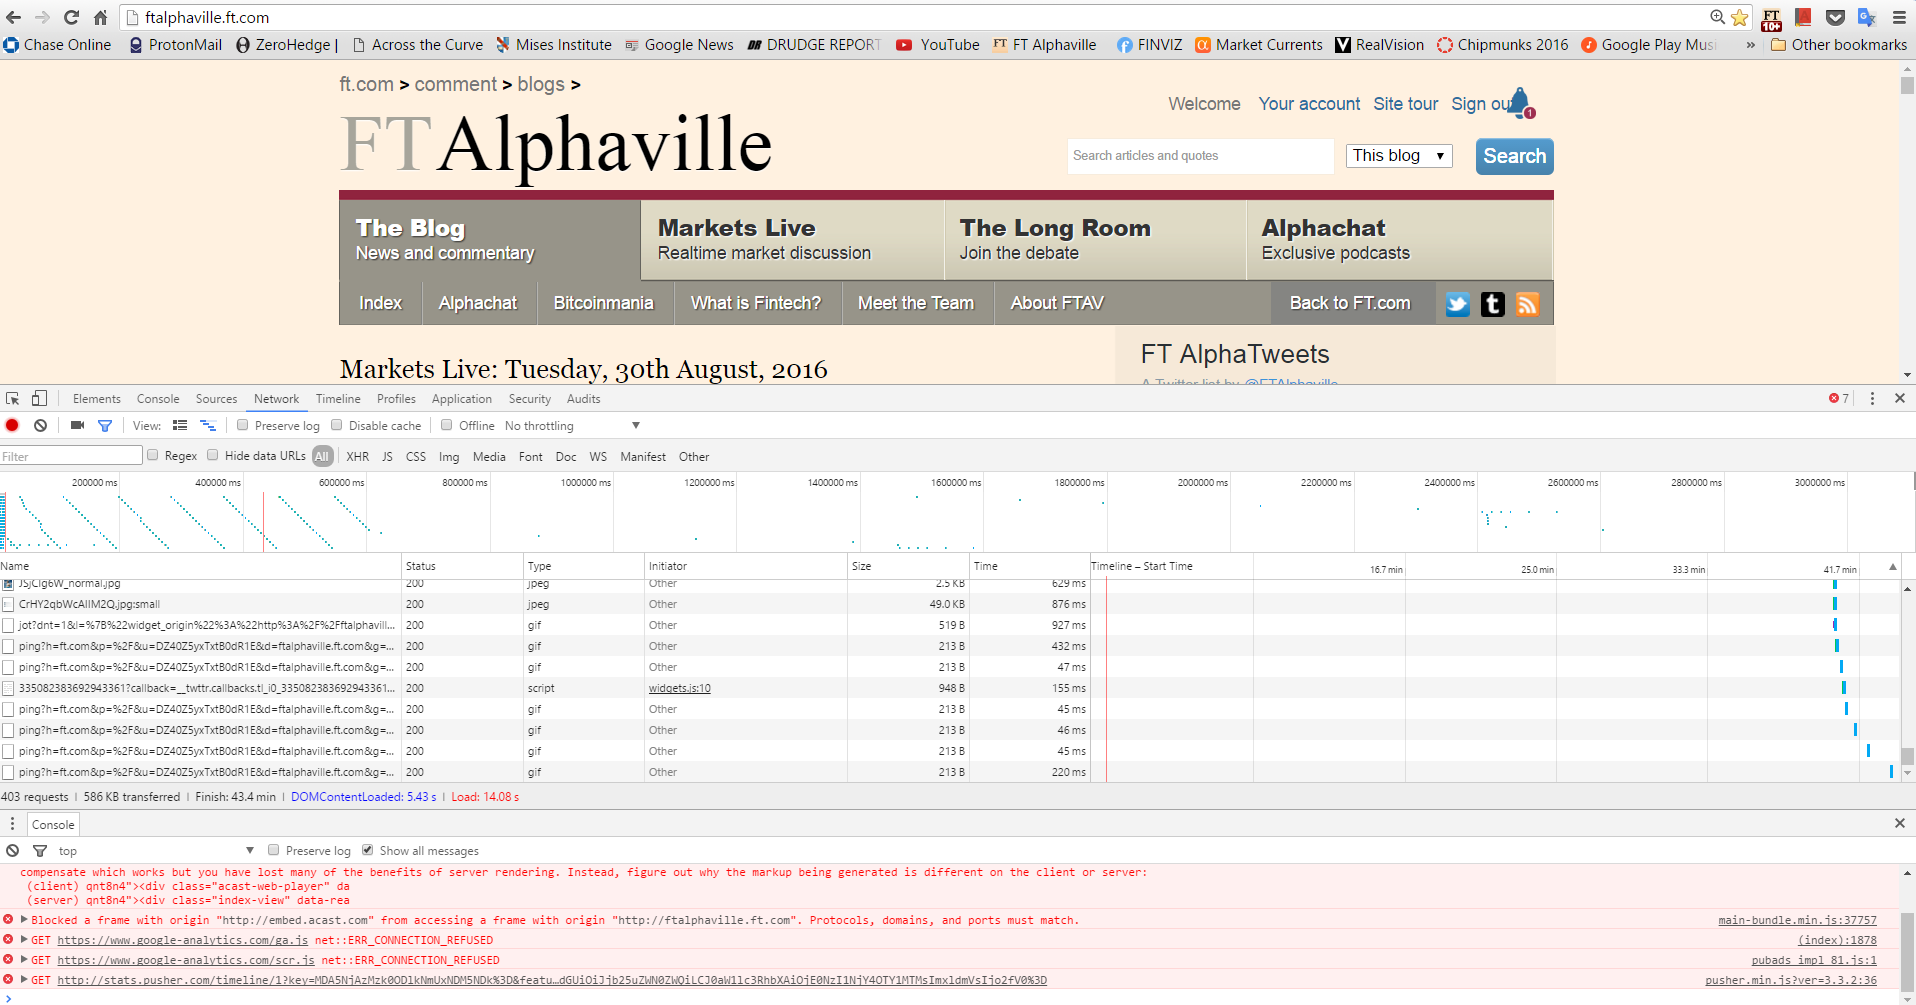 ftalphaville.ft.com
FT
10+
Chase Online ProtonMail ZeroHedge | Across the Curve Mises Institute Google News DRUDGE REPORT YouTube FT Alphaville FINVIZ Market Currents RealVision Chipmunks 2016 Google Play Musi » Other bookmarks
ft.com > comment > blogs >
Welcome Your account Site tour Sign out
1
FT Alphaville
Search articles and quotes This blog Search
The Blog Markets Live The Long Room Alphachat
News and commentary Realtime market discussion Join the debate Exclusive podcasts
Index Alphachat Bitcoinmania What is Fintech? Meet the Team About FTAV Back to FT.com
Markets Live: Tuesday, 30th August, 2016
FT AlphaTweets
A Twitter list by @FTAlphaville
Elements Console Sources Network Timeline Profiles Application Security Audits 7
View: Preserve log Disable cache Offline No throttling
Filter Regex Hide data URLs All XHR JS CSS Img Media Font Doc WS Manifest Other
200000 ms 400000 ms 600000 ms 800000 ms 1000000 ms 1200000 ms 1400000 ms 1600000 ms 1800000 ms 2000000 ms 2200000 ms 2400000 ms 2600000 ms 2800000 ms 3000000 ms
Name Status Type Initiator Size Time Timeline – Start Time 16.7 min 25.0 min 33.3 min 41.7 min
JSjCIg6W_normal.jpg 200 jpeg Other 2.5 KB 629 ms
CrHY2qbWcAIIM2Q.jpg:small 200 jpeg Other 49.0 KB 876 ms
jot?dnt=1&l=%7B%22widget_origin%22%3A%22http%3A%2F%2Fftalphavill... 200 gif Other 519 B 927 ms
ping?h=ft.com&p=%2F&u=DZ40Z5yxTxtB0dR1E&d=ftalphaville.ft.com&g=... 200 gif Other 213 B 432 ms
ping?h=ft.com&p=%2F&u=DZ40Z5yxTxtB0dR1E&d=ftalphaville.ft.com&g=... 200 gif Other 213 B 47 ms
335082383692943361?callback=__twttr.callbacks.tl_i0_335082383692943361... 200 script widgets.js:10 948 B 155 ms
ping?h=ft.com&p=%2F&u=DZ40Z5yxTxtB0dR1E&d=ftalphaville.ft.com&g=... 200 gif Other 213 B 45 ms
ping?h=ft.com&p=%2F&u=DZ40Z5yxTxtB0dR1E&d=ftalphaville.ft.com&g=... 200 gif Other 213 B 46 ms
ping?h=ft.com&p=%2F&u=DZ40Z5yxTxtB0dR1E&d=ftalphaville.ft.com&g=... 200 gif Other 213 B 45 ms
ping?h=ft.com&p=%2F&u=DZ40Z5yxTxtB0dR1E&d=ftalphaville.ft.com&g=... 200 gif Other 213 B 220 ms
403 requests | 586 KB transferred | Finish: 43.4 min | DOMContentLoaded: 5.43 s | Load: 14.08 s
Console
top Preserve log Show all messages
compensate which works but you have lost many of the benefits of server rendering. Instead, figure out why the markup being generated is different on the client or server:
(client) qnt8n4"><div class="acast-web-player" da
(server) qnt8n4"><div class="index-view" data-rea
Blocked a frame with origin "http://embed.acast.com" from accessing a frame with origin "http://ftalphaville.ft.com". Protocols, domains, and ports must match. main-bundle.min.js:37757
GET https://www.google-analytics.com/ga.js net::ERR_CONNECTION_REFUSED (index):1878
GET https://www.google-analytics.com/scr.js net::ERR_CONNECTION_REFUSED pubads_impl_81.js:1
GET http://stats.pusher.com/timeline/1?key=MDA5NjAzMzk0ODlkNmUxNDM5NDk%3D&featu…dGUiOiJjb25uZWN0ZWQiLCJ0aW1lc3RhbXAiOjE0NzI1NjY4OTY1MTMsImxldmVsIjo2fV0%3D pusher.min.js?ver=3.3.2:36